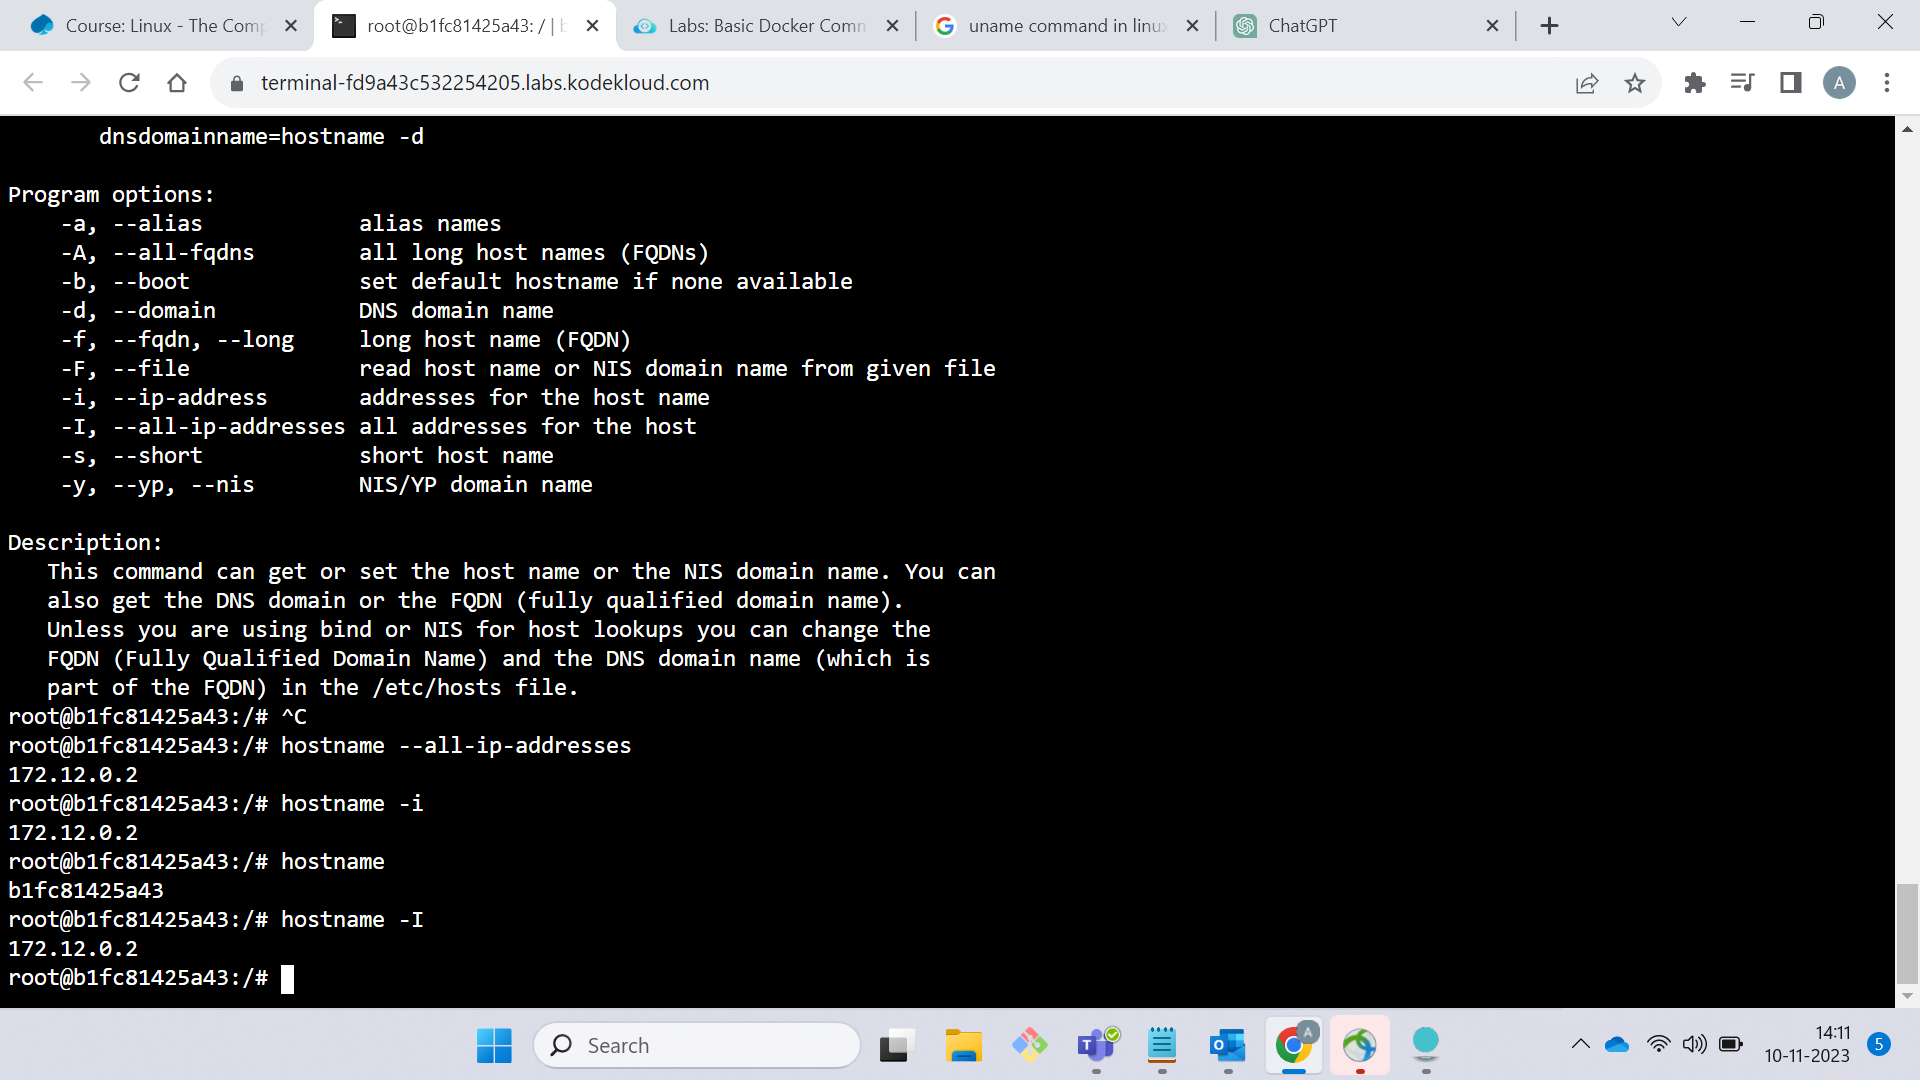 Course: Linux - The Comp
root@b1fc81425a43: / | b
Labs: Basic Docker Comm
uname command in linux
ChatGPT
terminal-fd9a43c532254205.labs.kodekloud.com
A
dnsdomainname=hostname -d
Program options:
-a, --alias alias names
-A, --all-fqdns all long host names (FQDNs)
-b, --boot set default hostname if none available
-d, --domain DNS domain name
-f, --fqdn, --long long host name (FQDN)
-F, --file read host name or NIS domain name from given file
-i, --ip-address addresses for the host name
-I, --all-ip-addresses all addresses for the host
-s, --short short host name
-y, --yp, --nis NIS/YP domain name
Description:
This command can get or set the host name or the NIS domain name. You can
also get the DNS domain or the FQDN (fully qualified domain name).
Unless you are using bind or NIS for host lookups you can change the
FQDN (Fully Qualified Domain Name) and the DNS domain name (which is
part of the FQDN) in the /etc/hosts file.
root@b1fc81425a43:/# ^C
root@b1fc81425a43:/# hostname --all-ip-addresses
172.12.0.2
root@b1fc81425a43:/# hostname -i
172.12.0.2
root@b1fc81425a43:/# hostname
b1fc81425a43
root@b1fc81425a43:/# hostname -I
172.12.0.2
root@b1fc81425a43:/#
Search
T
O
A
14:11
10-11-2023
5